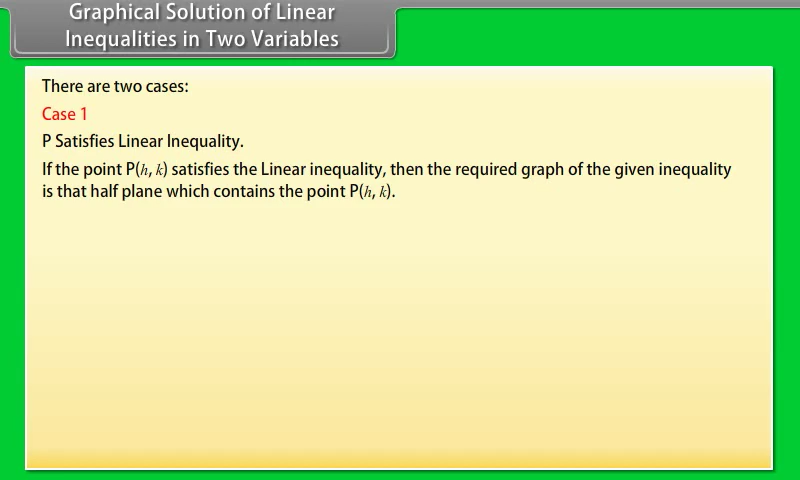 Graphical Solution of Linear
Inequalities in Two Variables
There are two cases:
Case 1
P Satisfies Linear Inequality.
If the point P(h, k) satisfies the Linear inequality, then the required graph of the given inequality
is that half plane which contains the point P(h, k).